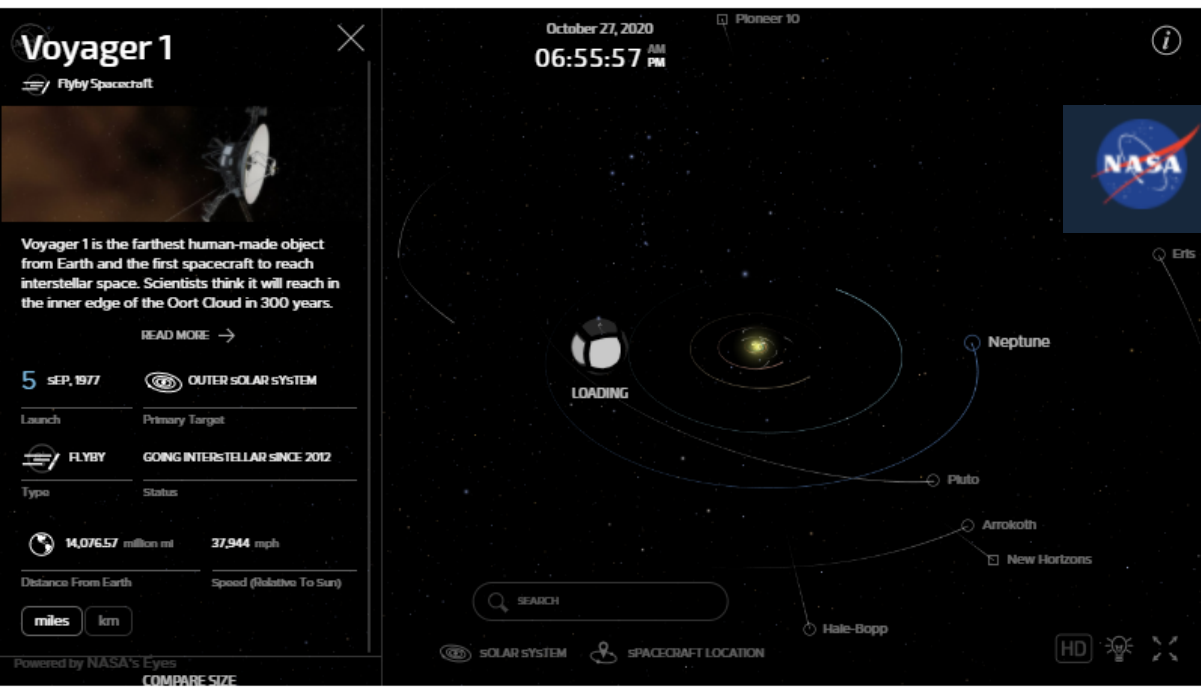 Voyager 1
Flyby Spacecraft
Voyager 1 is the farthest human-made object
from Earth and the first spacecraft to reach
interstellar space. Scientists think it will reach in
the inner edge of the Oort Cloud in 300 years.
READ MORE
5 SEP, 1977
OUTER SOLAR SYSTEM
Launch
Primary Target
FLYBY
GOING INTERSTELLAR SINCE 2012
Type
Status
14,076.57 million mi
37,944 mph
Distance From Earth
Speed (Relative To Sun)
miles
km
Powered by NASA's Eyes
COMPARE SIZE
October 27, 2020
06:55:57 AM
PM
Pioneer 10
i
NASA
Eris
Neptune
LOADING
Pluto
Arrokoth
New Horizons
SEARCH
Hale-Bopp
SOLAR SYSTEM
SPACECRAFT LOCATION
HD